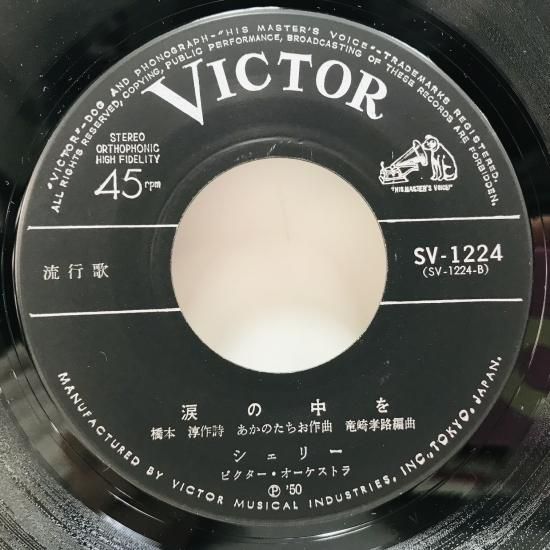 "VICTOR"–DOG AND PHONOGRAPH–"HIS MASTER'S VOICE"–TRADEMARKS REGISTERED.
ALL RIGHTS RESERVED, COPYING, PUBLIC PERFORMANCE, BROADCASTING OF THESE RECORDS ARE FORBIDDEN.
VICTOR
STEREO
ORTHOPHONIC
HIGH FIDELITY
45 rpm
"HIS MASTER'S VOICE"
流行歌
SV-1224
(SV-1224-B)
涙の中を
橋本 淳作詩 あかのたちお作曲 竜崎孝路編曲
シェリー
ビクター・オーケストラ
Ⓟ '50
MANUFACTURED BY VICTOR MUSICAL INDUSTRIES, INC., TOKYO, JAPAN.